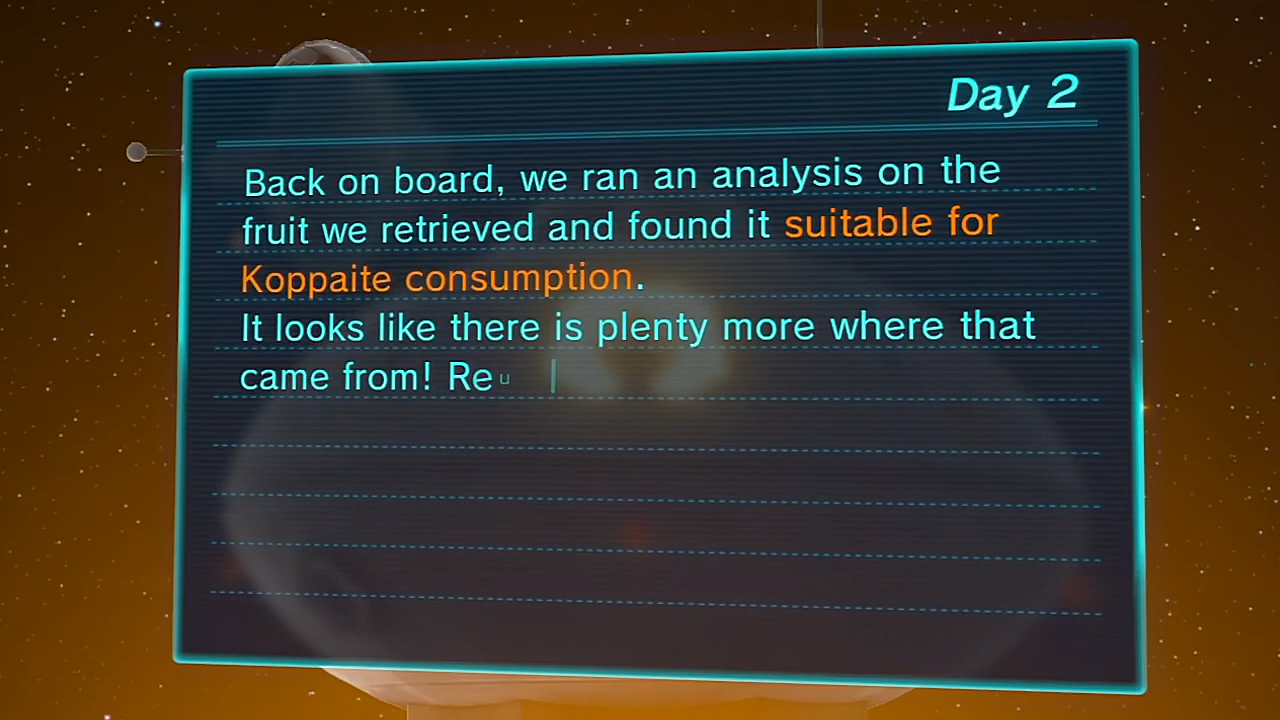 Day 2
Back on board, we ran an analysis on the
fruit we retrieved and found it suitable for
Koppaite consumption.
It looks like there is plenty more where that
came from! Reu